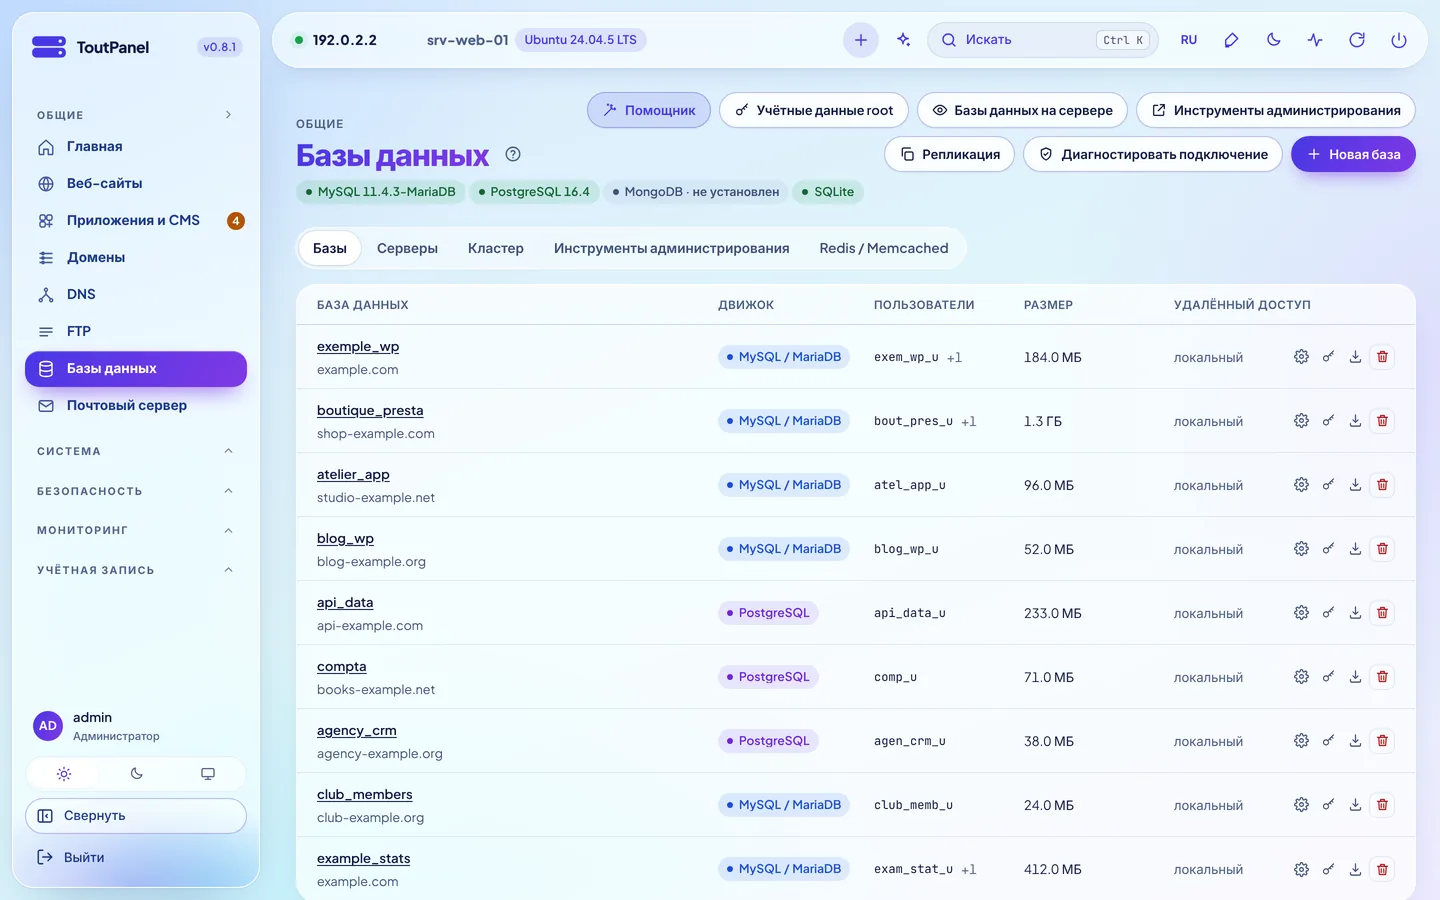 ToutPanel
v0.8.1
ОБЩИЕ
Главная
Веб-сайты
Приложения и CMS
4
Домены
DNS
FTP
Базы данных
Почтовый сервер
СИСТЕМА
БЕЗОПАСНОСТЬ
МОНИТОРИНГ
УЧЁТНАЯ ЗАПИСЬ
AD
admin
Администратор
Свернуть
Выйти
192.0.2.2
srv-web-01
Ubuntu 24.04.5 LTS
Искать
Ctrl K
RU
ОБЩИЕ
Базы данных
Помощник
Учётные данные root
Базы данных на сервере
Инструменты администрирования
Репликация
Диагностировать подключение
Новая база
MySQL 11.4.3-MariaDB
PostgreSQL 16.4
MongoDB · не установлен
SQLite
Базы
Серверы
Кластер
Инструменты администрирования
Redis / Memcached
БАЗА ДАННЫХ ДВИЖОК ПОЛЬЗОВАТЕЛИ РАЗМЕР УДАЛЁННЫЙ ДОСТУП
exemple_wp
example.com
MySQL / MariaDB exem_wp_u +1 184.0 МБ локальный
boutique_presta
shop-example.com
MySQL / MariaDB bout_pres_u +1 1.3 ГБ локальный
atelier_app
studio-example.net
MySQL / MariaDB atel_app_u 96.0 МБ локальный
blog_wp
blog-example.org
MySQL / MariaDB blog_wp_u 52.0 МБ локальный
api_data
api-example.com
PostgreSQL api_data_u 233.0 МБ локальный
compta
books-example.net
PostgreSQL comp_u 71.0 МБ локальный
agency_crm
agency-example.org
PostgreSQL agen_crm_u 38.0 МБ локальный
club_members
club-example.org
MySQL / MariaDB club_memb_u 24.0 МБ локальный
example_stats
example.com
MySQL / MariaDB exam_stat_u +1 412.0 МБ локальный